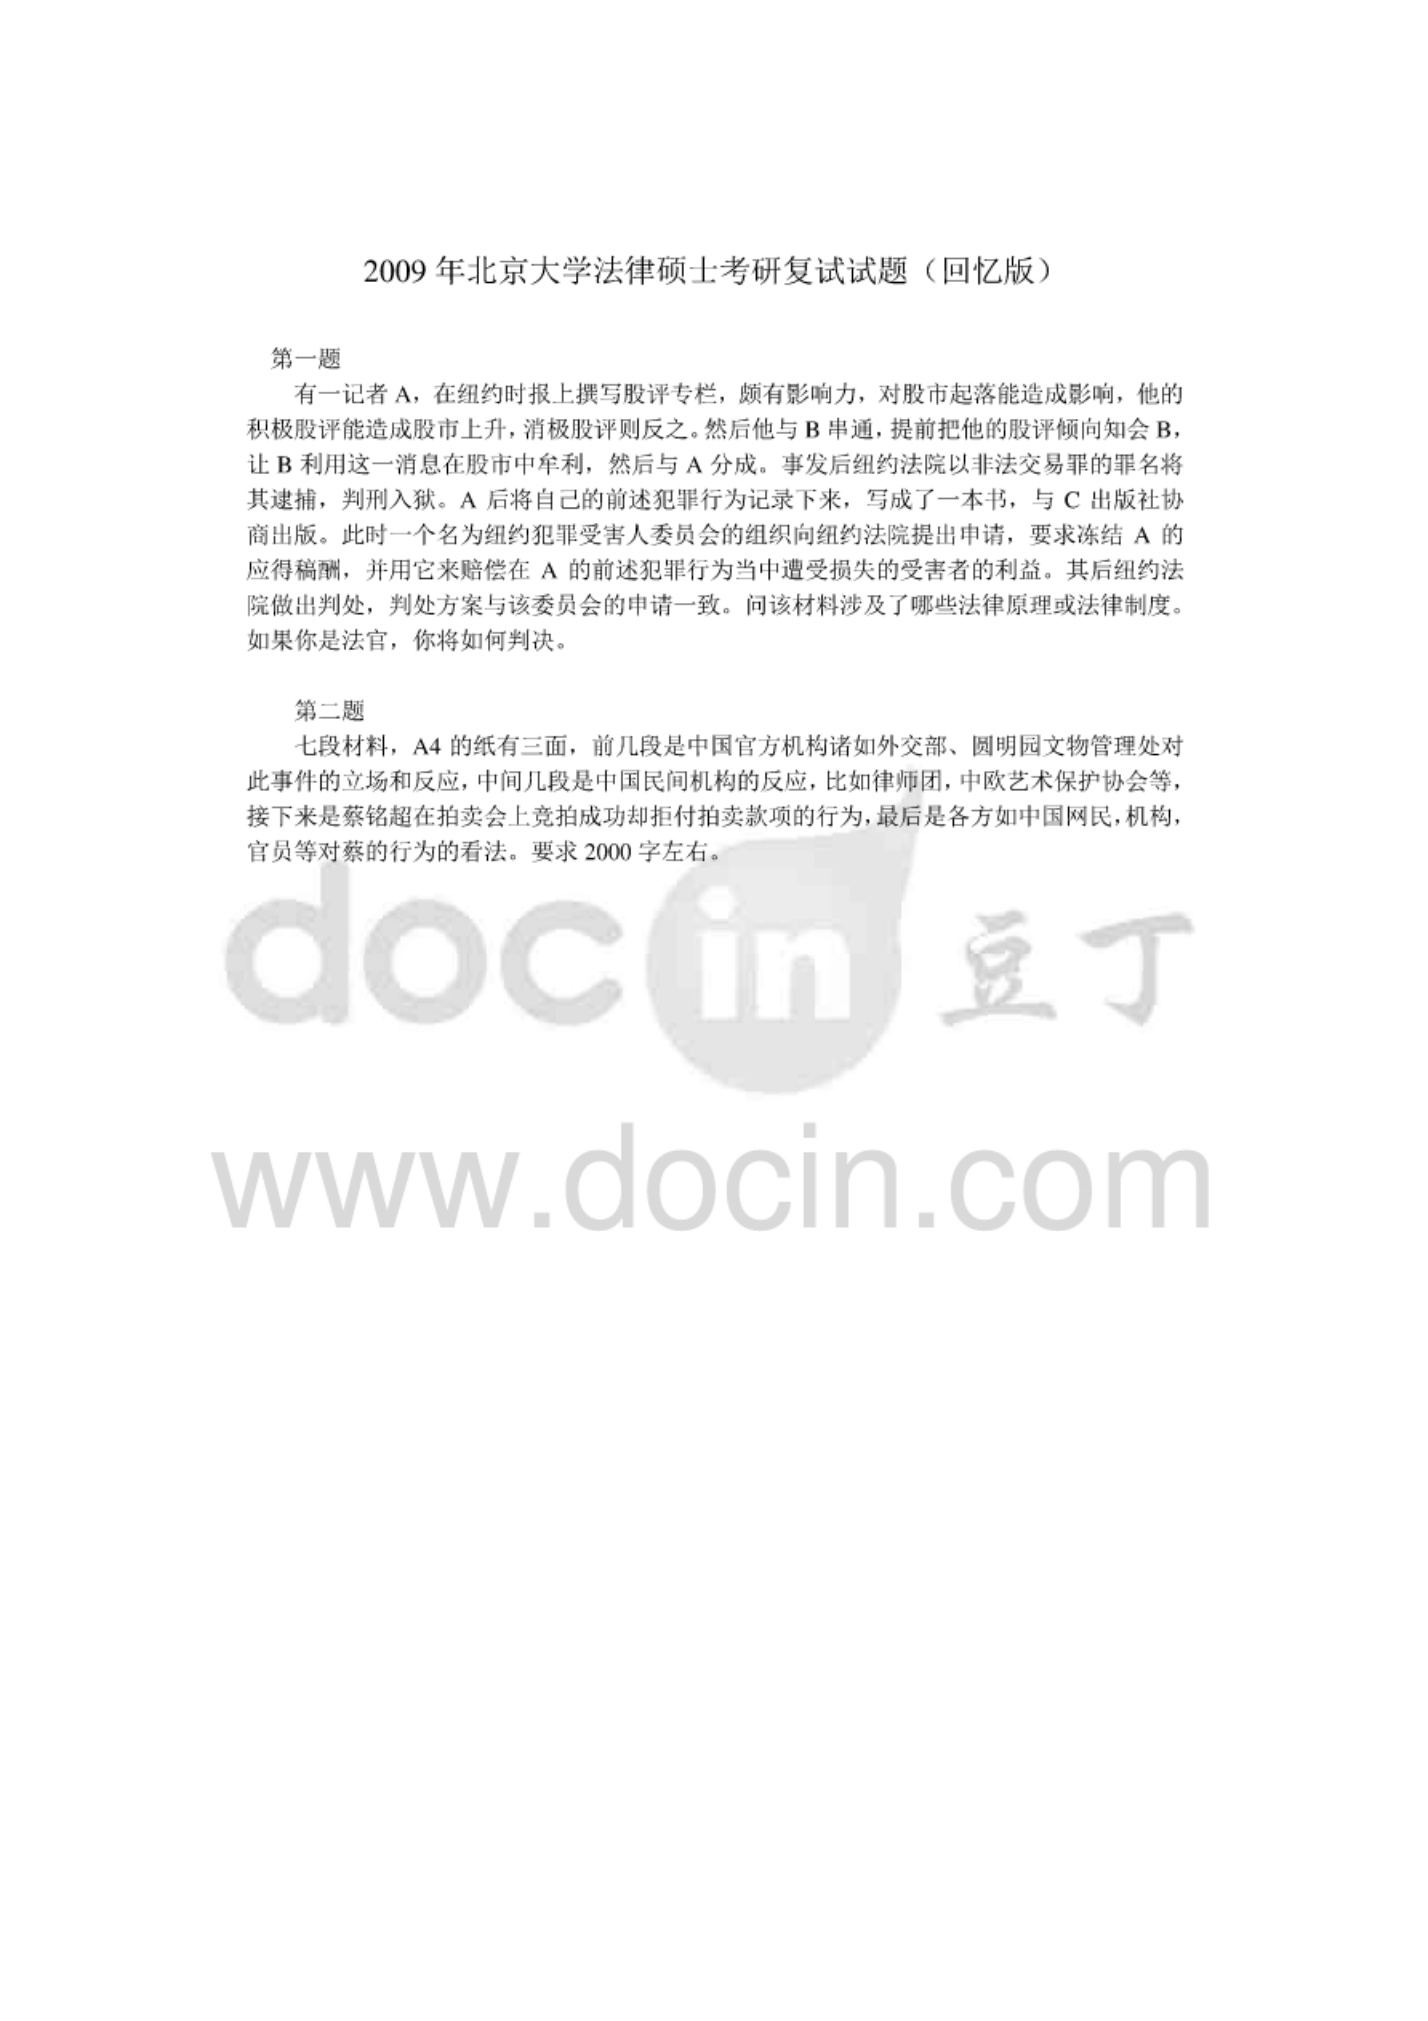 2009 年北京大学法律硕士考研复试试题（回忆版）
第一题
有一记者 A，在纽约时报上撰写股评专栏，颇有影响力，对股市起落能造成影响，他的
积极股评能造成股市上升，消极股评则反之。然后他与 B 串通，提前把他的股评倾向知会 B，
让 B 利用这一消息在股市中牟利，然后与 A 分成。事发后纽约法院以非法交易罪的罪名将
其逮捕，判刑入狱。A 后将自己的前述犯罪行为记录下来，写成了一本书，与 C 出版社协
商出版。此时一个名为纽约犯罪受害人委员会的组织向纽约法院提出申请，要求冻结 A 的
应得稿酬，并用它来赔偿在 A 的前述犯罪行为当中遭受损失的受害者的利益。其后纽约法
院做出判处，判处方案与该委员会的申请一致。问该材料涉及了哪些法律原理或法律制度。
如果你是法官，你将如何判决。
第二题
七段材料，A4 的纸有三面，前几段是中国官方机构诸如外交部、圆明园文物管理处对
此事件的立场和反应，中间几段是中国民间机构的反应，比如律师团，中欧艺术保护协会等，
接下来是蔡铭超在拍卖会上竞拍成功却拒付拍卖款项的行为，最后是各方如中国网民，机构，
官员等对蔡的行为的看法。要求 2000 字左右。
docin 豆丁
www.docin.com